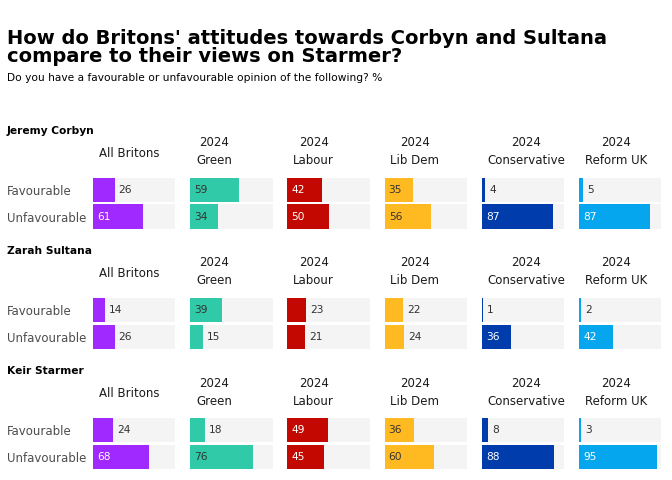 How do Britons' attitudes towards Corbyn and Sultana
compare to their views on Starmer?
Do you have a favourable or unfavourable opinion of the following? %
Jeremy Corbyn
All Britons 2024 Green 2024 Labour 2024 Lib Dem 2024 Conservative 2024 Reform UK
Favourable 26 59 42 35 4 5
Unfavourable 61 34 50 56 87 87
Zarah Sultana
All Britons 2024 Green 2024 Labour 2024 Lib Dem 2024 Conservative 2024 Reform UK
Favourable 14 39 23 22 1 2
Unfavourable 26 15 21 24 36 42
Keir Starmer
All Britons 2024 Green 2024 Labour 2024 Lib Dem 2024 Conservative 2024 Reform UK
Favourable 24 18 49 36 8 3
Unfavourable 68 76 45 60 88 95